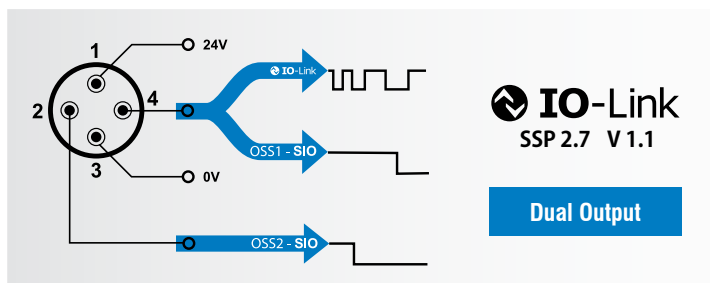 1
24V
IO-Link
2
4
IO-Link
SSP 2.7 V 1.1
OSS1 - SIO
3
0V
Dual Output
OSS2 - SIO